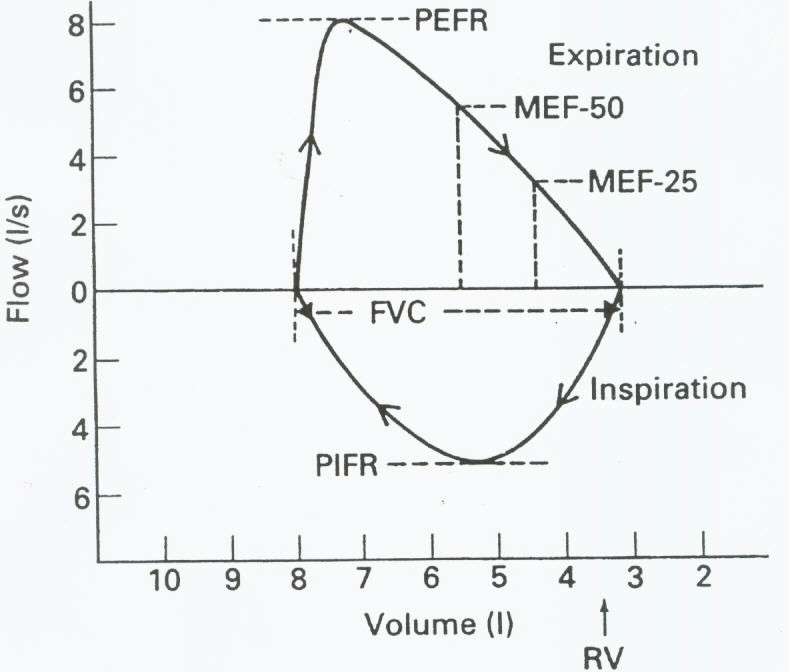 8
PEFR
Expiration
6
MEF-50
4
MEF-25
2
Flow (l/s)
0
FVC
2
Inspiration
4
PIFR
6
10 9 8 7 6 5 4 3 2
Volume (l)
RV